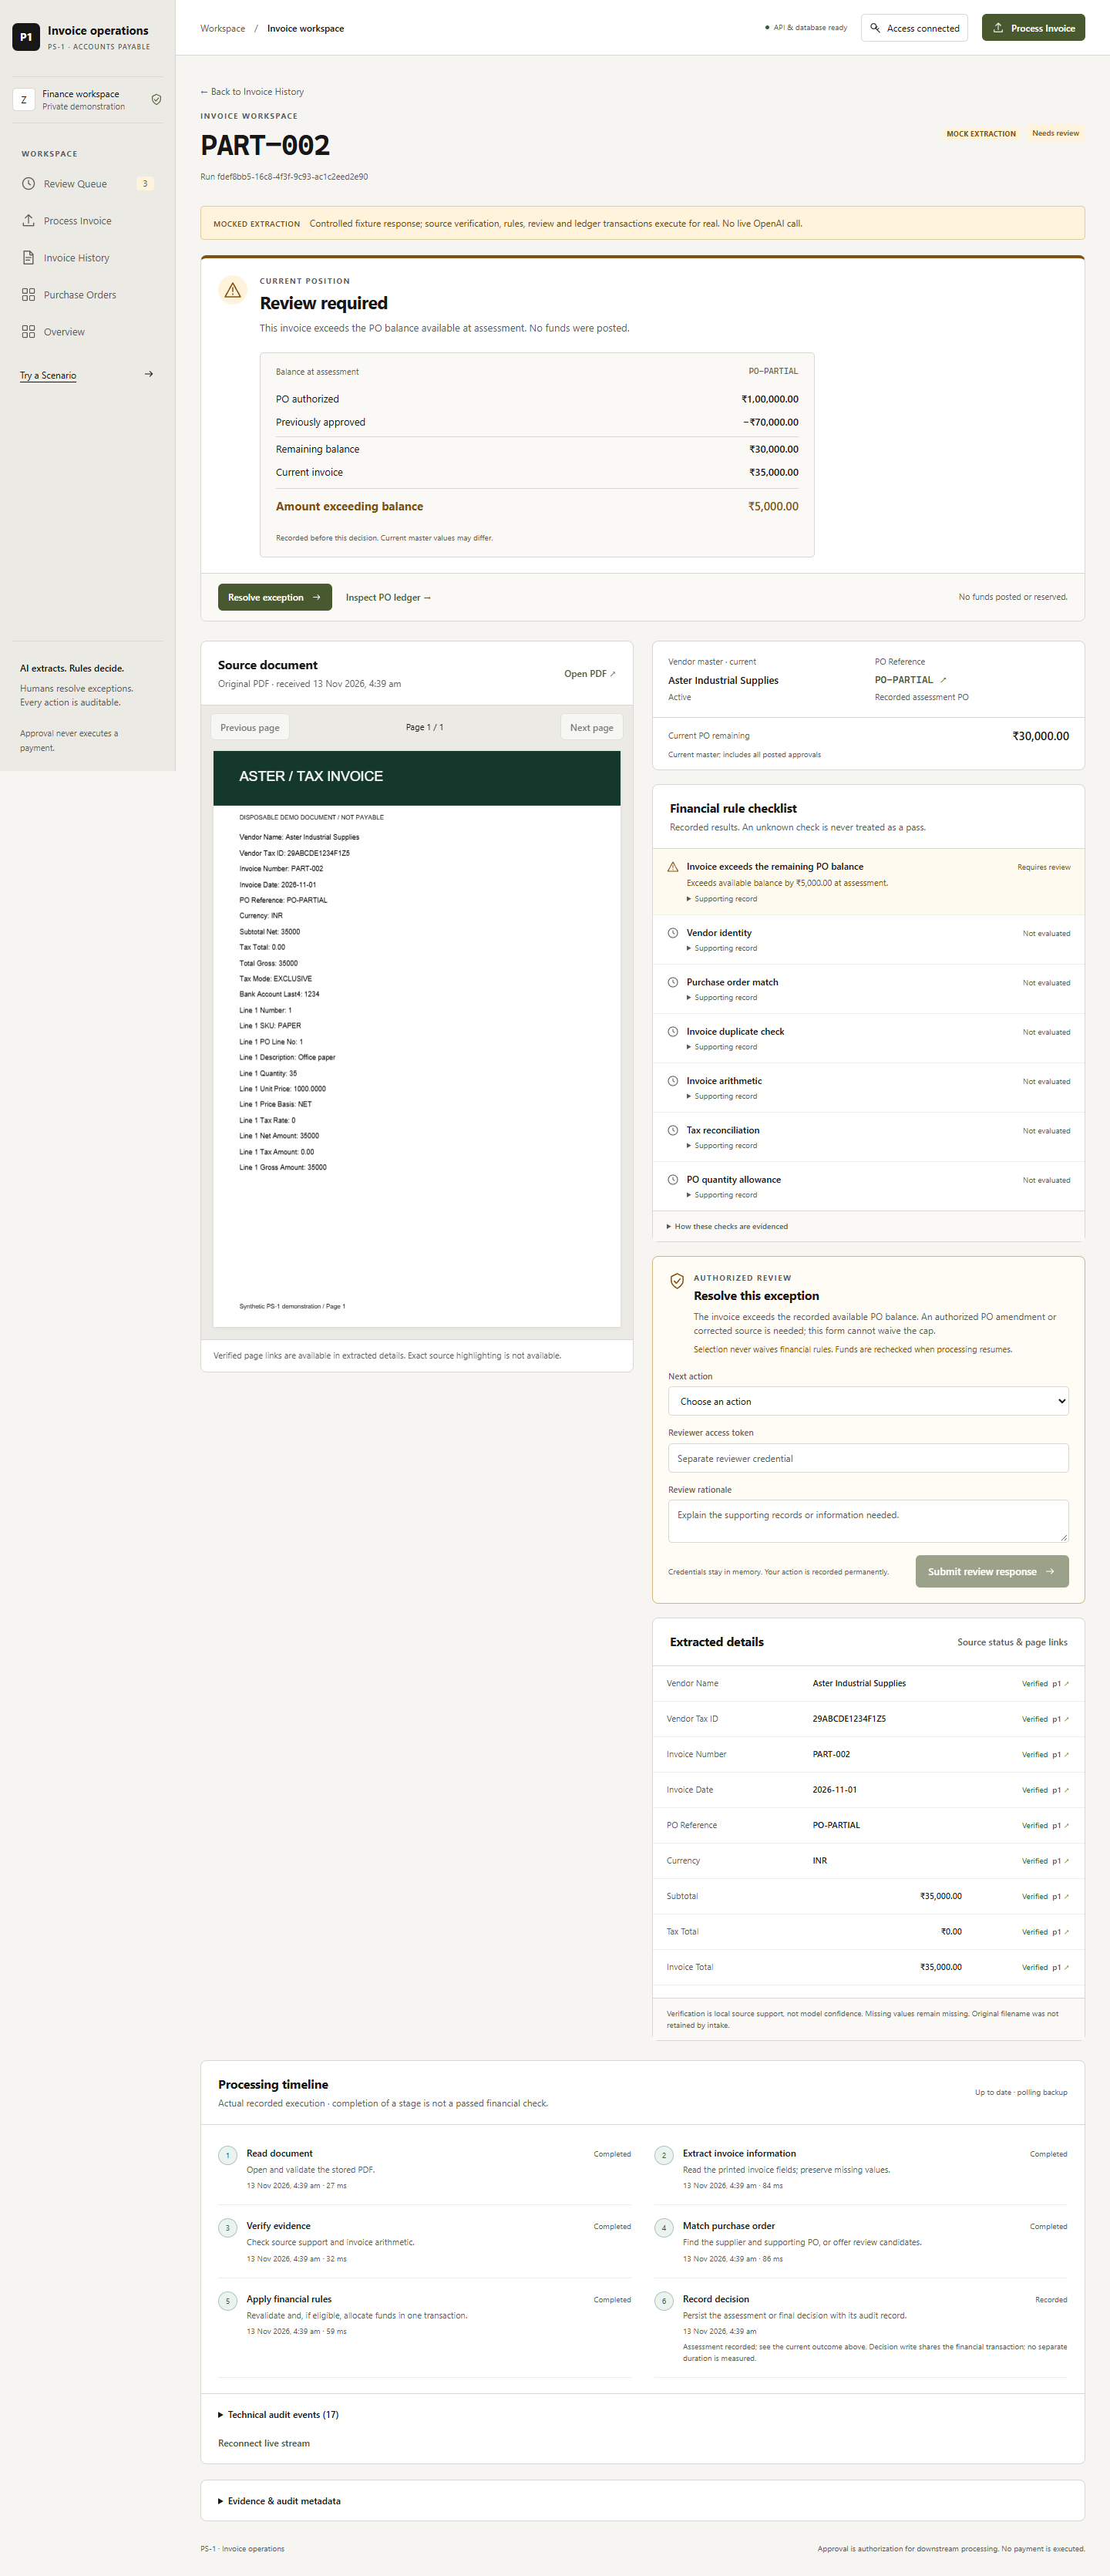 P1
Invoice operations
PS-1 · ACCOUNTS PAYABLE
Z
Finance workspace
Private demonstration
WORKSPACE
Review Queue 3
Process Invoice
Invoice History
Purchase Orders
Overview
Try a Scenario →
AI extracts. Rules decide.
Humans resolve exceptions.
Every action is auditable.
Approval never executes a
payment.
Workspace / Invoice workspace
API & database ready
Access connected
Process Invoice
← Back to Invoice History
INVOICE WORKSPACE
PART-002
MOCK EXTRACTION Needs review
Run fdef8bb5-16c8-4f3f-9c93-ac1c2eed2e90
MOCKED EXTRACTION Controlled fixture response; source verification, rules, review and ledger transactions execute for real. No live OpenAI call.
CURRENT POSITION
Review required
This invoice exceeds the PO balance available at assessment. No funds were posted.
Balance at assessment PO-PARTIAL
PO authorized ₹1,00,000.00
Previously approved −₹70,000.00
Remaining balance ₹30,000.00
Current invoice ₹35,000.00
Amount exceeding balance ₹5,000.00
Recorded before this decision. Current master values may differ.
Resolve exception →
Inspect PO ledger →
No funds posted or reserved.
Source document
Original PDF · received 13 Nov 2026, 4:39 am
Open PDF ↗
Previous page
Page 1 / 1
Next page
ASTER / TAX INVOICE
DISPOSABLE DEMO DOCUMENT / NOT PAYABLE
Vendor Name: Aster Industrial Supplies
Vendor Tax ID: 29ABCDE1234F1Z5
Invoice Number: PART-002
Invoice Date: 2026-11-01
PO Reference: PO-PARTIAL
Currency: INR
Subtotal Net: 35000
Tax Total: 0.00
Total Gross: 35000
Tax Mode: EXCLUSIVE
Bank Account Last4: 1234
Line 1 Number: 1
Line 1 SKU: PAPER
Line 1 PO Line No: 1
Line 1 Description: Office paper
Line 1 Quantity: 35
Line 1 Unit Price: 1000.0000
Line 1 Price Basis: NET
Line 1 Tax Rate: 0
Line 1 Net Amount: 35000
Line 1 Tax Amount: 0.00
Line 1 Gross Amount: 35000
Synthetic PS-1 demonstration / Page 1
Verified page links are available in extracted details. Exact source highlighting is not available.
Vendor master · current
Aster Industrial Supplies
Active
PO Reference
PO-PARTIAL ↗
Recorded assessment PO
Current PO remaining ₹30,000.00
Current master; includes all posted approvals
Financial rule checklist
Recorded results. An unknown check is never treated as a pass.
Invoice exceeds the remaining PO balance Requires review
Exceeds available balance by ₹5,000.00 at assessment.
▶ Supporting record
Vendor identity Not evaluated
▶ Supporting record
Purchase order match Not evaluated
▶ Supporting record
Invoice duplicate check Not evaluated
▶ Supporting record
Invoice arithmetic Not evaluated
▶ Supporting record
Tax reconciliation Not evaluated
▶ Supporting record
PO quantity allowance Not evaluated
▶ Supporting record
▶ How these checks are evidenced
AUTHORIZED REVIEW
Resolve this exception
The invoice exceeds the recorded available PO balance. An authorized PO amendment or
corrected source is needed; this form cannot waive the cap.
Selection never waives financial rules. Funds are rechecked when processing resumes.
Next action
Choose an action
Reviewer access token
Separate reviewer credential
Review rationale
Explain the supporting records or information needed.
Credentials stay in memory. Your action is recorded permanently.
Submit review response →
Extracted details Source status & page links
Vendor Name Aster Industrial Supplies Verified p1 ↗
Vendor Tax ID 29ABCDE1234F1Z5 Verified p1 ↗
Invoice Number PART-002 Verified p1 ↗
Invoice Date 2026-11-01 Verified p1 ↗
PO Reference PO-PARTIAL Verified p1 ↗
Currency INR Verified p1 ↗
Subtotal ₹35,000.00 Verified p1 ↗
Tax Total ₹0.00 Verified p1 ↗
Invoice Total ₹35,000.00 Verified p1 ↗
Verification is local source support, not model confidence. Missing values remain missing. Original filename was not
retained by intake.
Processing timeline
Actual recorded execution · completion of a stage is not a passed financial check.
Up to date · polling backup
1 Read document Completed
Open and validate the stored PDF.
13 Nov 2026, 4:39 am · 27 ms
2 Extract invoice information Completed
Read the printed invoice fields; preserve missing values.
13 Nov 2026, 4:39 am · 84 ms
3 Verify evidence Completed
Check source support and invoice arithmetic.
13 Nov 2026, 4:39 am · 32 ms
4 Match purchase order Completed
Find the supplier and supporting PO, or offer review candidates.
13 Nov 2026, 4:39 am · 86 ms
5 Apply financial rules Completed
Revalidate and, if eligible, allocate funds in one transaction.
13 Nov 2026, 4:39 am · 59 ms
6 Record decision Recorded
Persist the assessment or final decision with its audit record.
13 Nov 2026, 4:39 am
Assessment recorded; see the current outcome above. Decision write shares the financial transaction; no separate
duration is measured.
▶ Technical audit events (17)
Reconnect live stream
▶ Evidence & audit metadata
PS-1 · Invoice operations
Approval is authorization for downstream processing. No payment is executed.